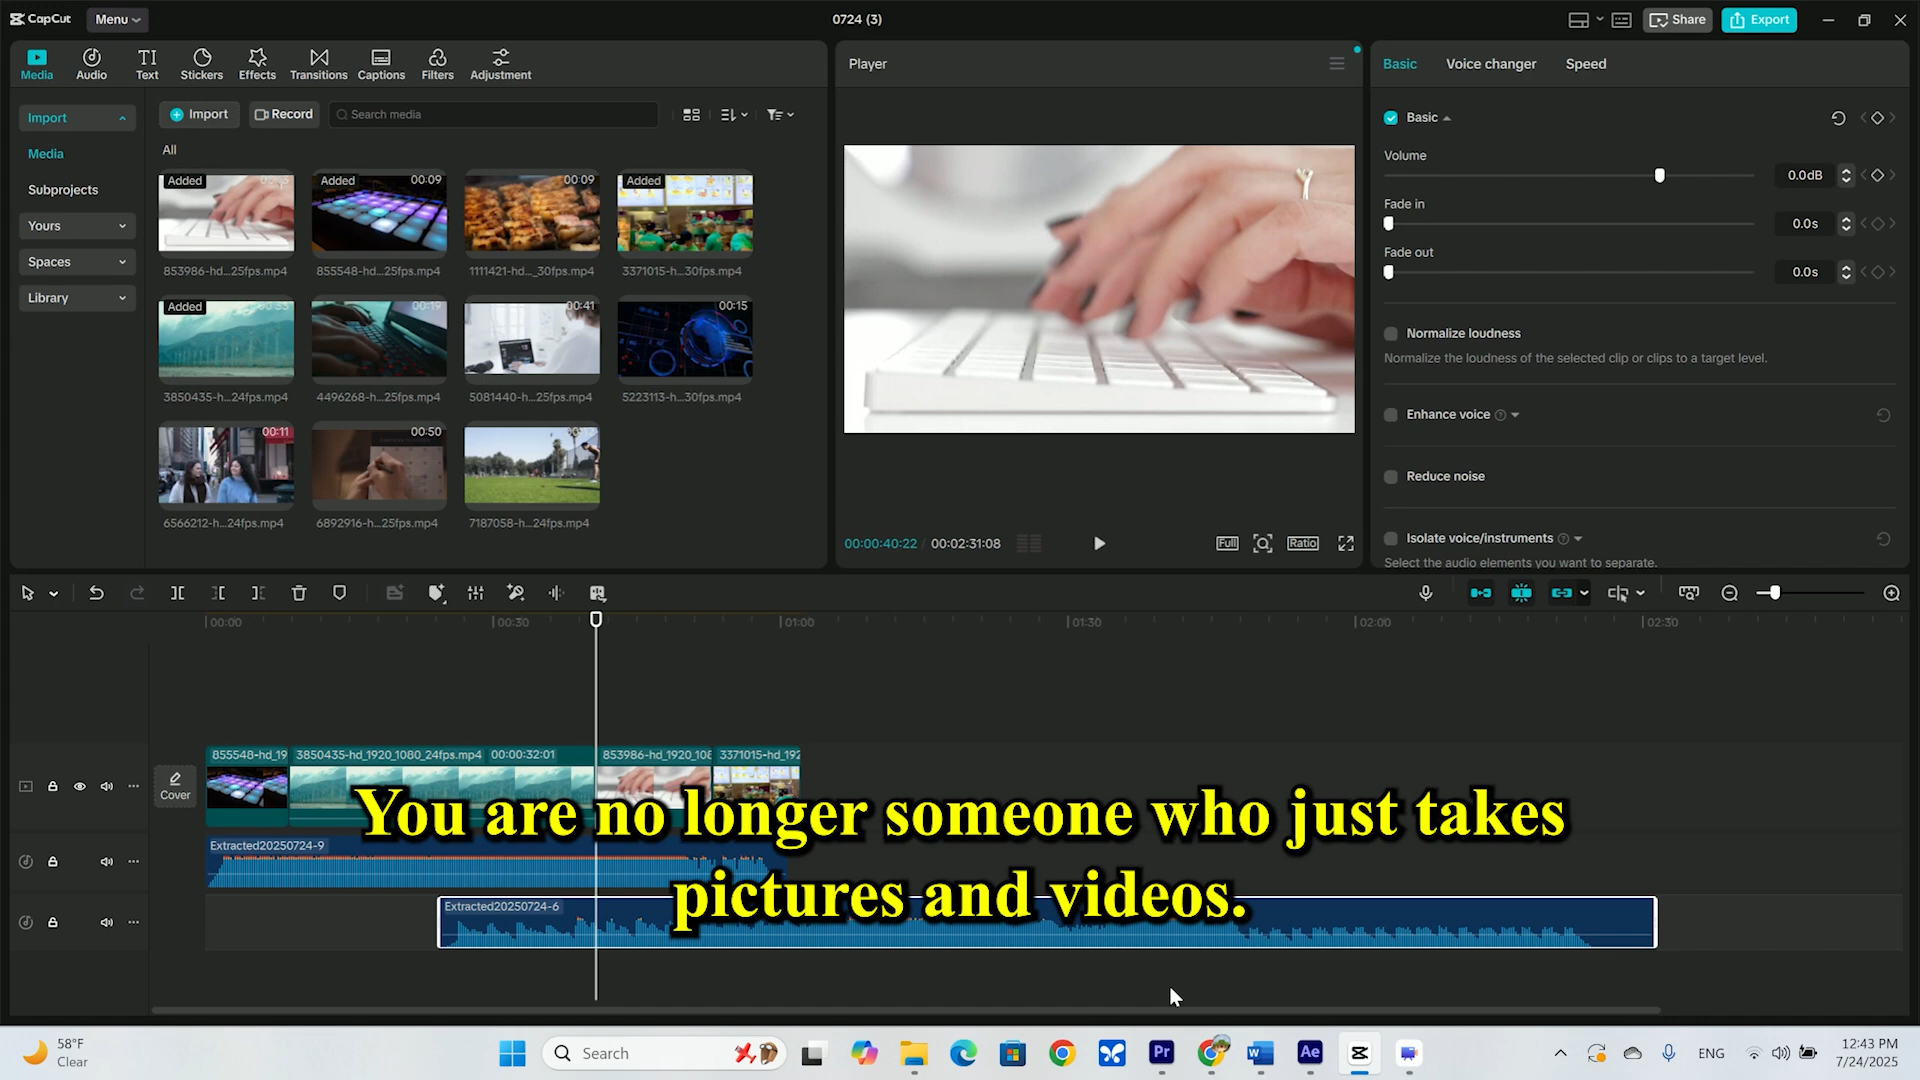 CapCut
Menu
0724 (3)
Share
Export
Media
Audio
Text
Stickers
Effects
Transitions
Captions
Filters
Adjustment
Player
Basic
Voice changer
Speed
Import
Media
Subprojects
Yours
Spaces
Library
Import
Record
Search media
All
Added
853986-hd...25fps.mp4
Added
00:09
855548-hd...25fps.mp4
00:09
1111421-hd..._30fps.mp4
Added
3371015-h...30fps.mp4
Added
3850435-h...24fps.mp4
00:19
4496268-h...25fps.mp4
00:41
5081440-h...25fps.mp4
00:15
5223113-h...30fps.mp4
00:11
6566212-h...24fps.mp4
00:50
6892916-h...25fps.mp4
7187058-h...24fps.mp4
00:00:40:22 / 00:02:31:08
Full
Ratio
Basic
Volume
0.0dB
Fade in
0.0s
Fade out
0.0s
Normalize loudness
Normalize the loudness of the selected clip or clips to a target level.
Enhance voice
Reduce noise
Isolate voice/instruments
Select the audio elements you want to separate.
00:00
00:30
01:00
01:30
02:00
02:30
Cover
855548-hd_19
3850435-hd_1920_1080_24fps.mp4 00:00:32:01
853986-hd_1920_108
3371015-hd_192
Extracted20250724-9
Extracted20250724-6
You are no longer someone who just takes
pictures and videos.
58°F
Clear
Search
Pr
Ae
ENG
12:43 PM
7/24/2025